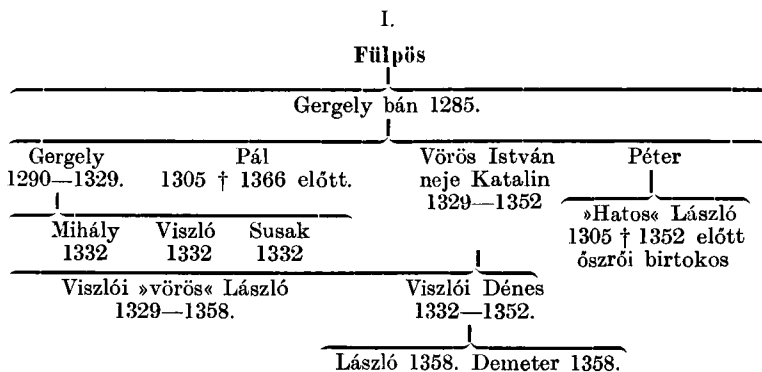 I.
Fülpös
Gergely bán 1285.
Gergely Pál Vörös István Péter
1290—1329. 1305 † 1366 előtt. neje Katalin
1329—1352 »Hatos« László
Mihály Viszló Susak 1305 † 1352 előtt
1332 1332 1332 őszrői birtokos
Viszlói »vörös« László Viszlói Dénes
1329—1358. 1332—1352.
László 1358. Demeter 1358.